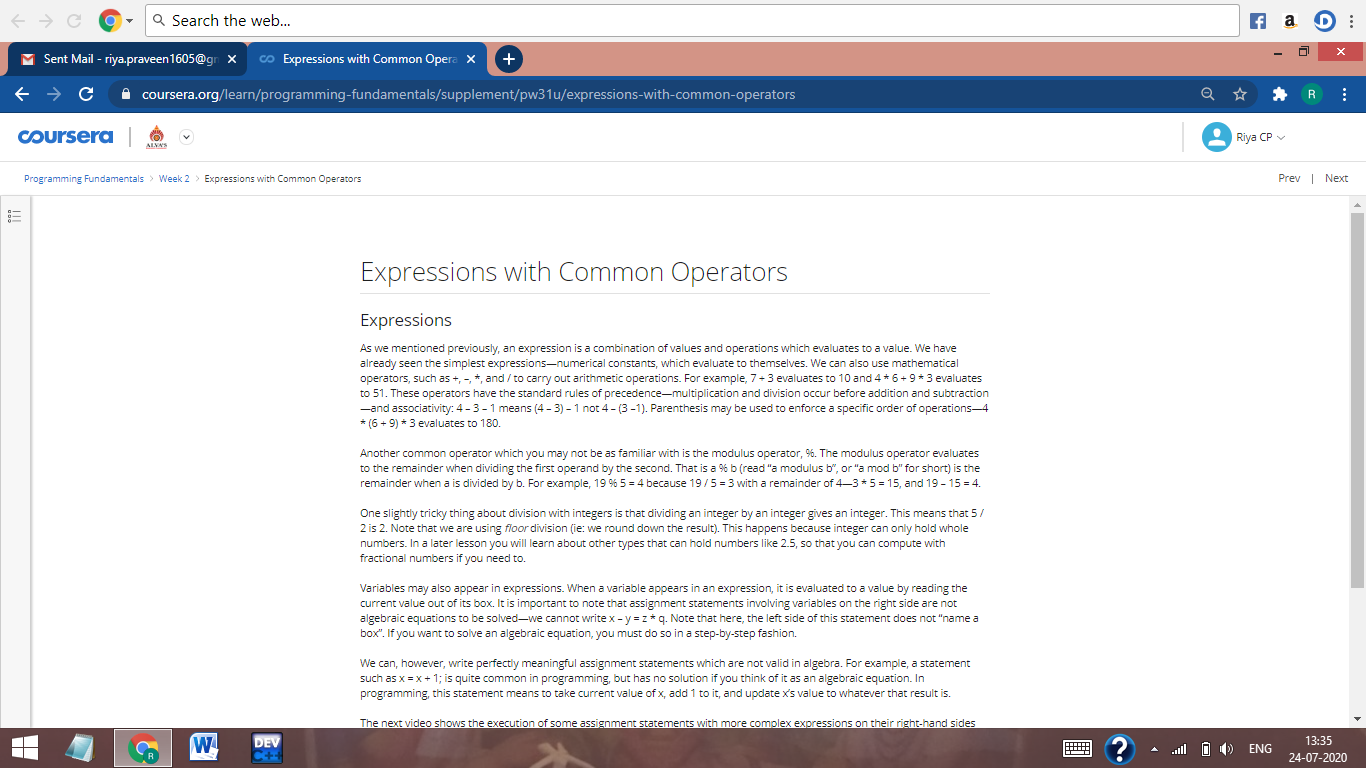 Search the web...
Sent Mail - riya.praveen1605@gr
Expressions with Common Opera
coursera.org/learn/programming-fundamentals/supplement/pw31u/expressions-with-common-operators
R
coursera
ALVA'S
Riya CP
Programming Fundamentals > Week 2 > Expressions with Common Operators
Prev | Next
Expressions with Common Operators
Expressions
As we mentioned previously, an expression is a combination of values and operations which evaluates to a value. We have
already seen the simplest expressions—numerical constants, which evaluate to themselves. We can also use mathematical
operators, such as +, –, *, and / to carry out arithmetic operations. For example, 7 + 3 evaluates to 10 and 4 * 6 + 9 * 3 evaluates
to 51. These operators have the standard rules of precedence—multiplication and division occur before addition and subtraction
—and associativity: 4 – 3 – 1 means (4 – 3) – 1 not 4 – (3 –1). Parenthesis may be used to enforce a specific order of operations—4
* (6 + 9) * 3 evaluates to 180.
Another common operator which you may not be as familiar with is the modulus operator, %. The modulus operator evaluates
to the remainder when dividing the first operand by the second. That is a % b (read “a modulus b”, or “a mod b” for short) is the
remainder when a is divided by b. For example, 19 % 5 = 4 because 19 / 5 = 3 with a remainder of 4—3 * 5 = 15, and 19 – 15 = 4.
One slightly tricky thing about division with integers is that dividing an integer by an integer gives an integer. This means that 5 /
2 is 2. Note that we are using floor division (ie: we round down the result). This happens because integer can only hold whole
numbers. In a later lesson you will learn about other types that can hold numbers like 2.5, so that you can compute with
fractional numbers if you need to.
Variables may also appear in expressions. When a variable appears in an expression, it is evaluated to a value by reading the
current value out of its box. It is important to note that assignment statements involving variables on the right side are not
algebraic equations to be solved—we cannot write x – y = z * q. Note that here, the left side of this statement does not “name a
box”. If you want to solve an algebraic equation, you must do so in a step-by-step fashion.
We can, however, write perfectly meaningful assignment statements which are not valid in algebra. For example, a statement
such as x = x + 1; is quite common in programming, but has no solution if you think of it as an algebraic equation. In
programming, this statement means to take current value of x, add 1 to it, and update x’s value to whatever that result is.
The next video shows the execution of some assignment statements with more complex expressions on their right-hand sides
DEV
C++
ENG
13:35
24-07-2020